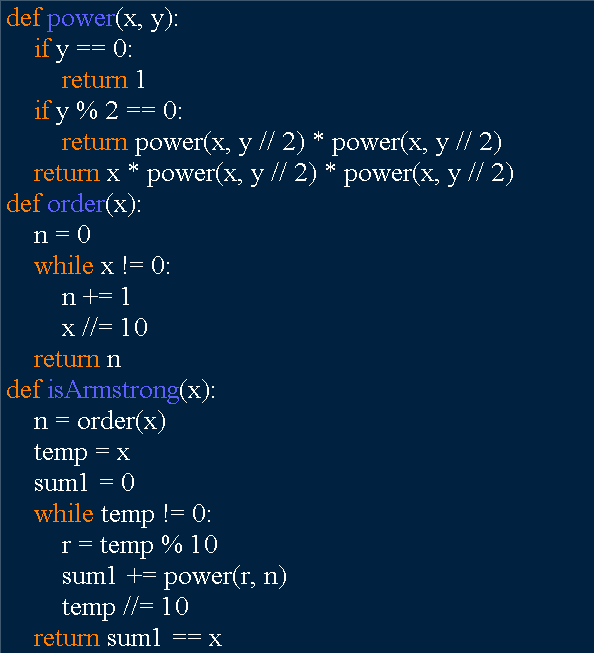 def power(x, y):
    if y == 0:
        return 1
    if y % 2 == 0:
        return power(x, y // 2) * power(x, y // 2)
    return x * power(x, y // 2) * power(x, y // 2)
def order(x):
    n = 0
    while x != 0:
        n += 1
        x //= 10
    return n
def isArmstrong(x):
    n = order(x)
    temp = x
    sum1 = 0
    while temp != 0:
        r = temp % 10
        sum1 += power(r, n)
        temp //= 10
    return sum1 == x